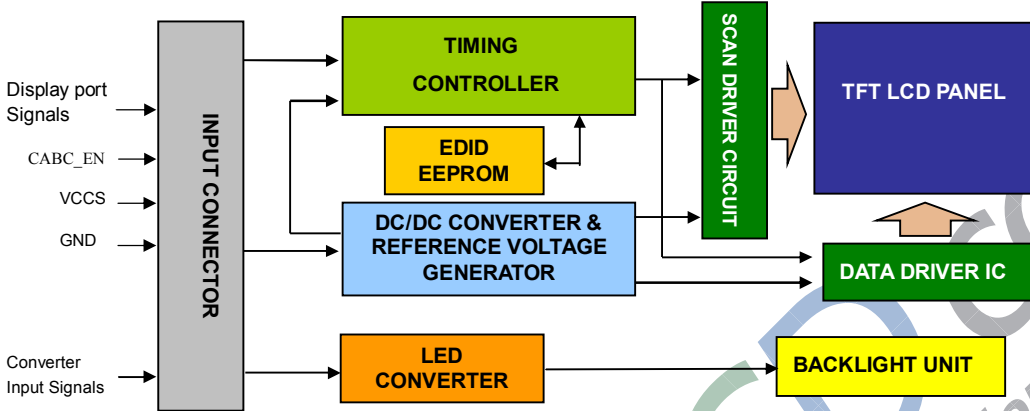 Display port
Signals
CABC_EN
VCCS
GND
Converter
Input Signals
INPUT CONNECTOR
TIMING
CONTROLLER
EDID
EEPROM
DC/DC CONVERTER &
REFERENCE VOLTAGE
GENERATOR
LED
CONVERTER
SCAN DRIVER CIRCUIT
TFT LCD PANEL
DATA DRIVER IC
BACKLIGHT UNIT